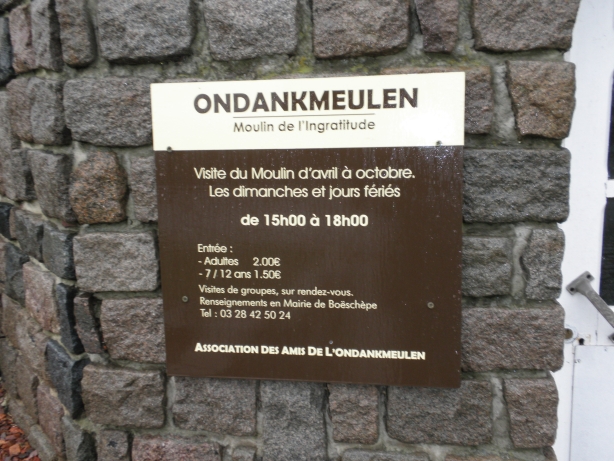 ONDANKMEULEN
Moulin de l'Ingratitude
Visite du Moulin d'avril à octobre.
Les dimanches et jours fériés
de 15h00 à 18h00
Entrée :
- Adultes 2.00€
- 7 / 12 ans 1.50€
Visites de groupes, sur rendez-vous.
Renseignements en Mairie de Boëschèpe
Tel : 03 28 42 50 24
ASSOCIATION DES AMIS DE L'ONDANKMEULEN